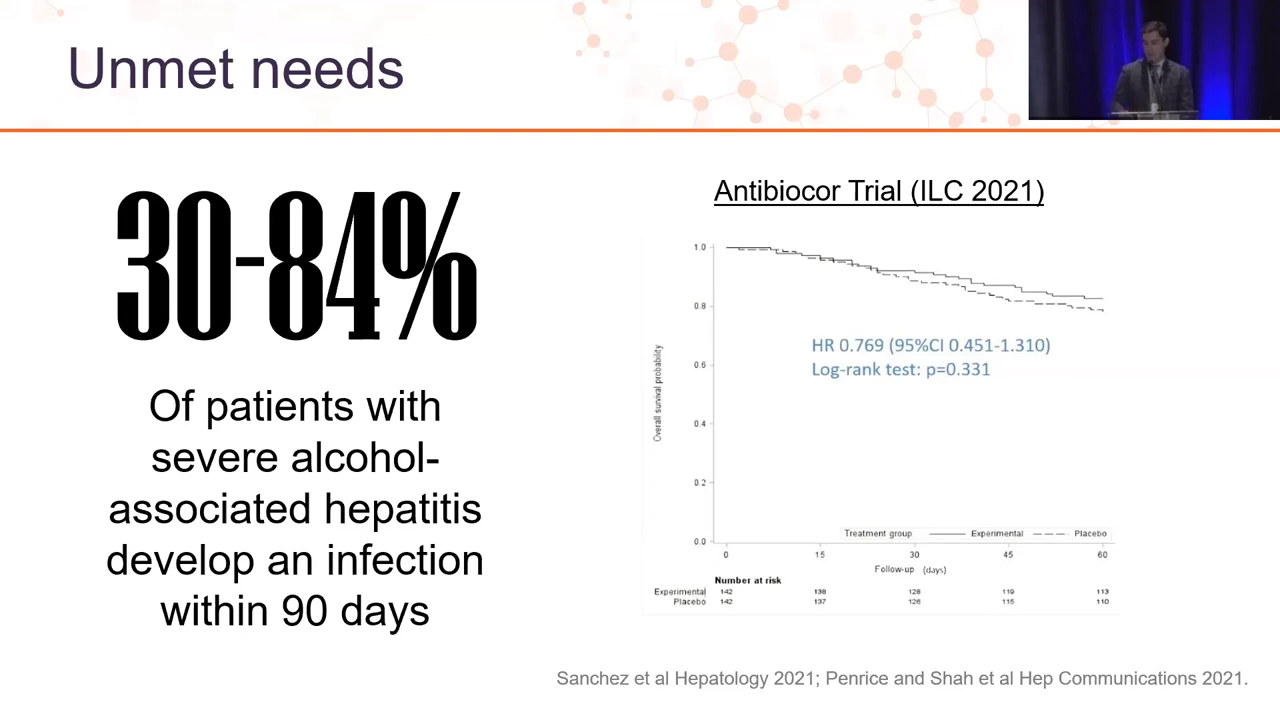 Unmet needs
30-84%
Of patients with
severe alcohol-
associated hepatitis
develop an infection
within 90 days
Antibiocor Trial (ILC 2021)
Overall survival probability
1.0
0.8
0.6
0.4
0.2
0.0
HR 0.769 (95%CI 0.451-1.310)
Log-rank test: p=0.331
Treatment group Experimental Placebo
0 15 30 45 60
Follow-up (days)
Number at risk
Experimental 142 138 128 119 113
Placebo 142 137 126 115 110
Sanchez et al Hepatology 2021; Penrice and Shah et al Hep Communications 2021.